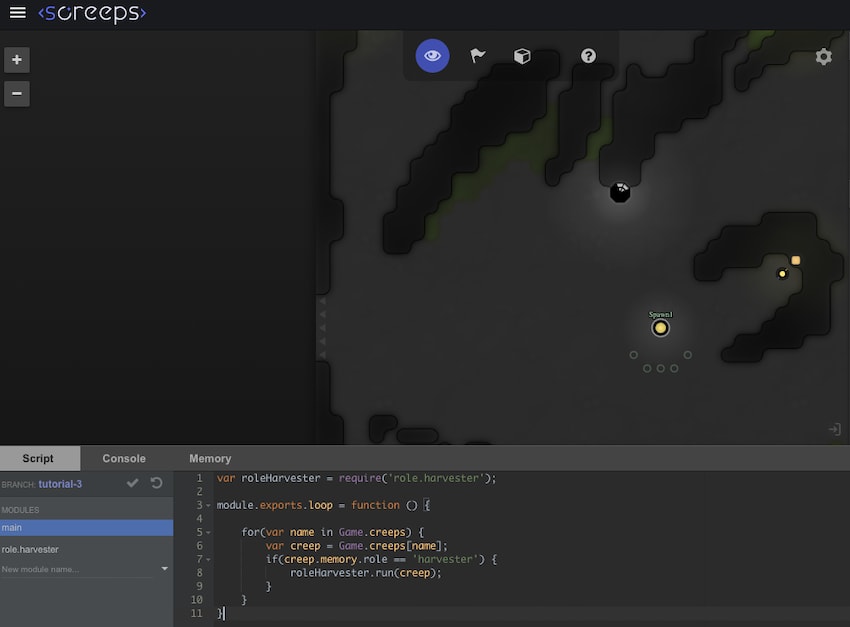 <screeps>
+
−
?
Spawn1
Script Console Memory
BRANCH: tutorial-3
MODULES
main
role.harvester
New module name...
1 var roleHarvester = require('role.harvester');
2
3 module.exports.loop = function () {
4
5     for(var name in Game.creeps) {
6         var creep = Game.creeps[name];
7         if(creep.memory.role == 'harvester') {
8             roleHarvester.run(creep);
9         }
10     }
11 }